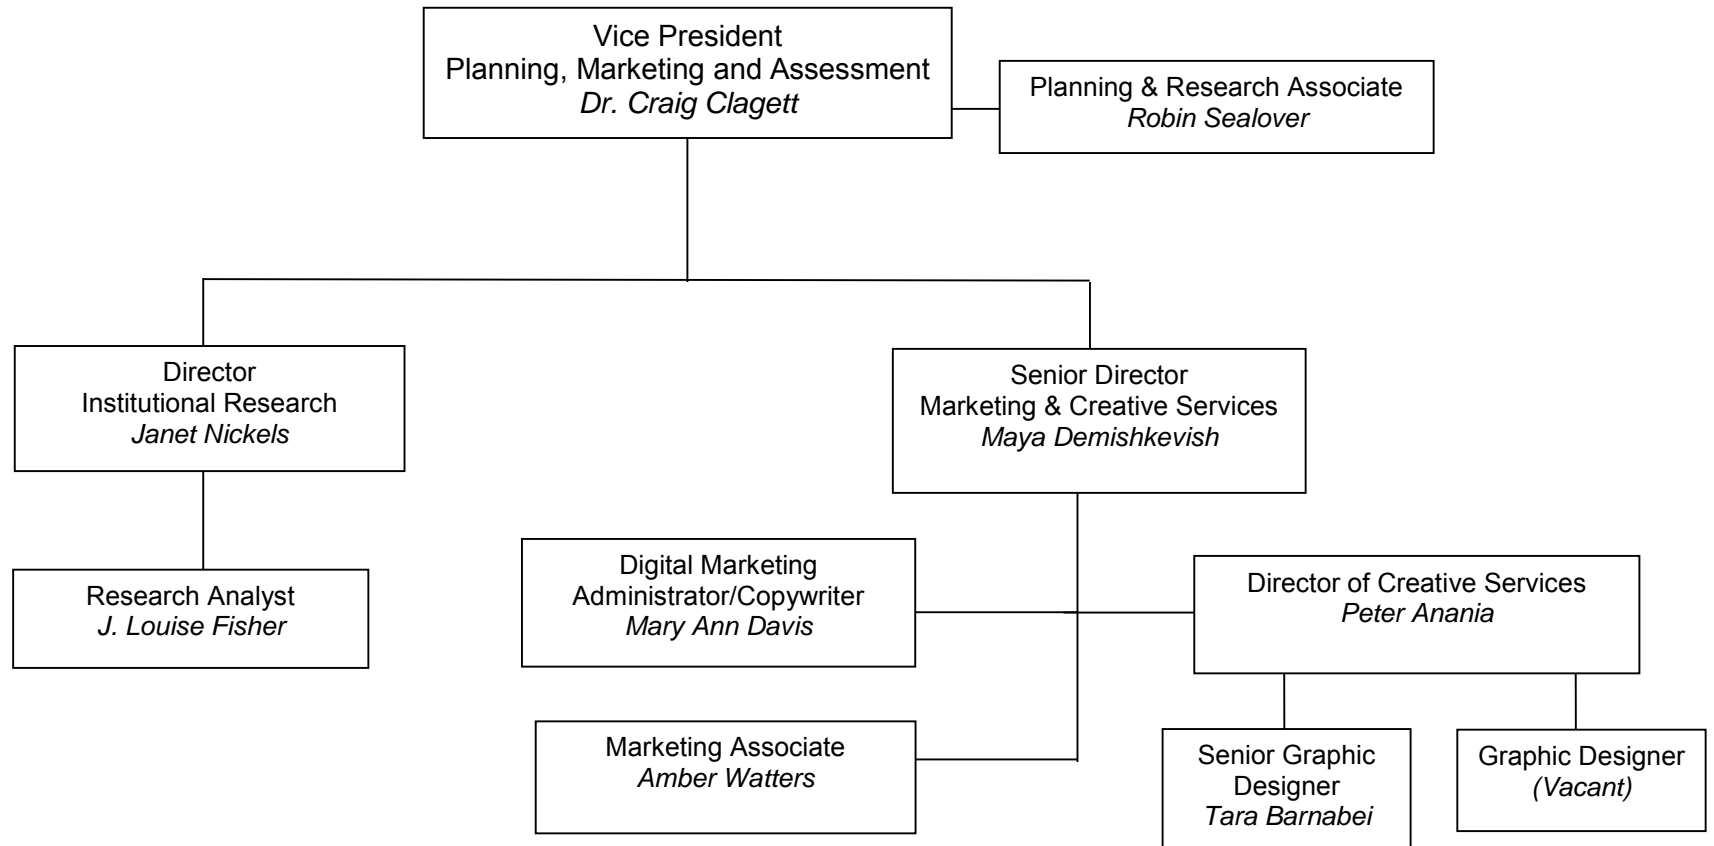 Vice President
Planning, Marketing and Assessment
Dr. Craig Clagett
Planning & Research Associate
Robin Sealover
Director
Institutional Research
Janet Nickels
Senior Director
Marketing & Creative Services
Maya Demishkevish
Research Analyst
J. Louise Fisher
Digital Marketing
Administrator/Copywriter
Mary Ann Davis
Director of Creative Services
Peter Anania
Marketing Associate
Amber Watters
Senior Graphic
Designer
Tara Barnabei
Graphic Designer
(Vacant)